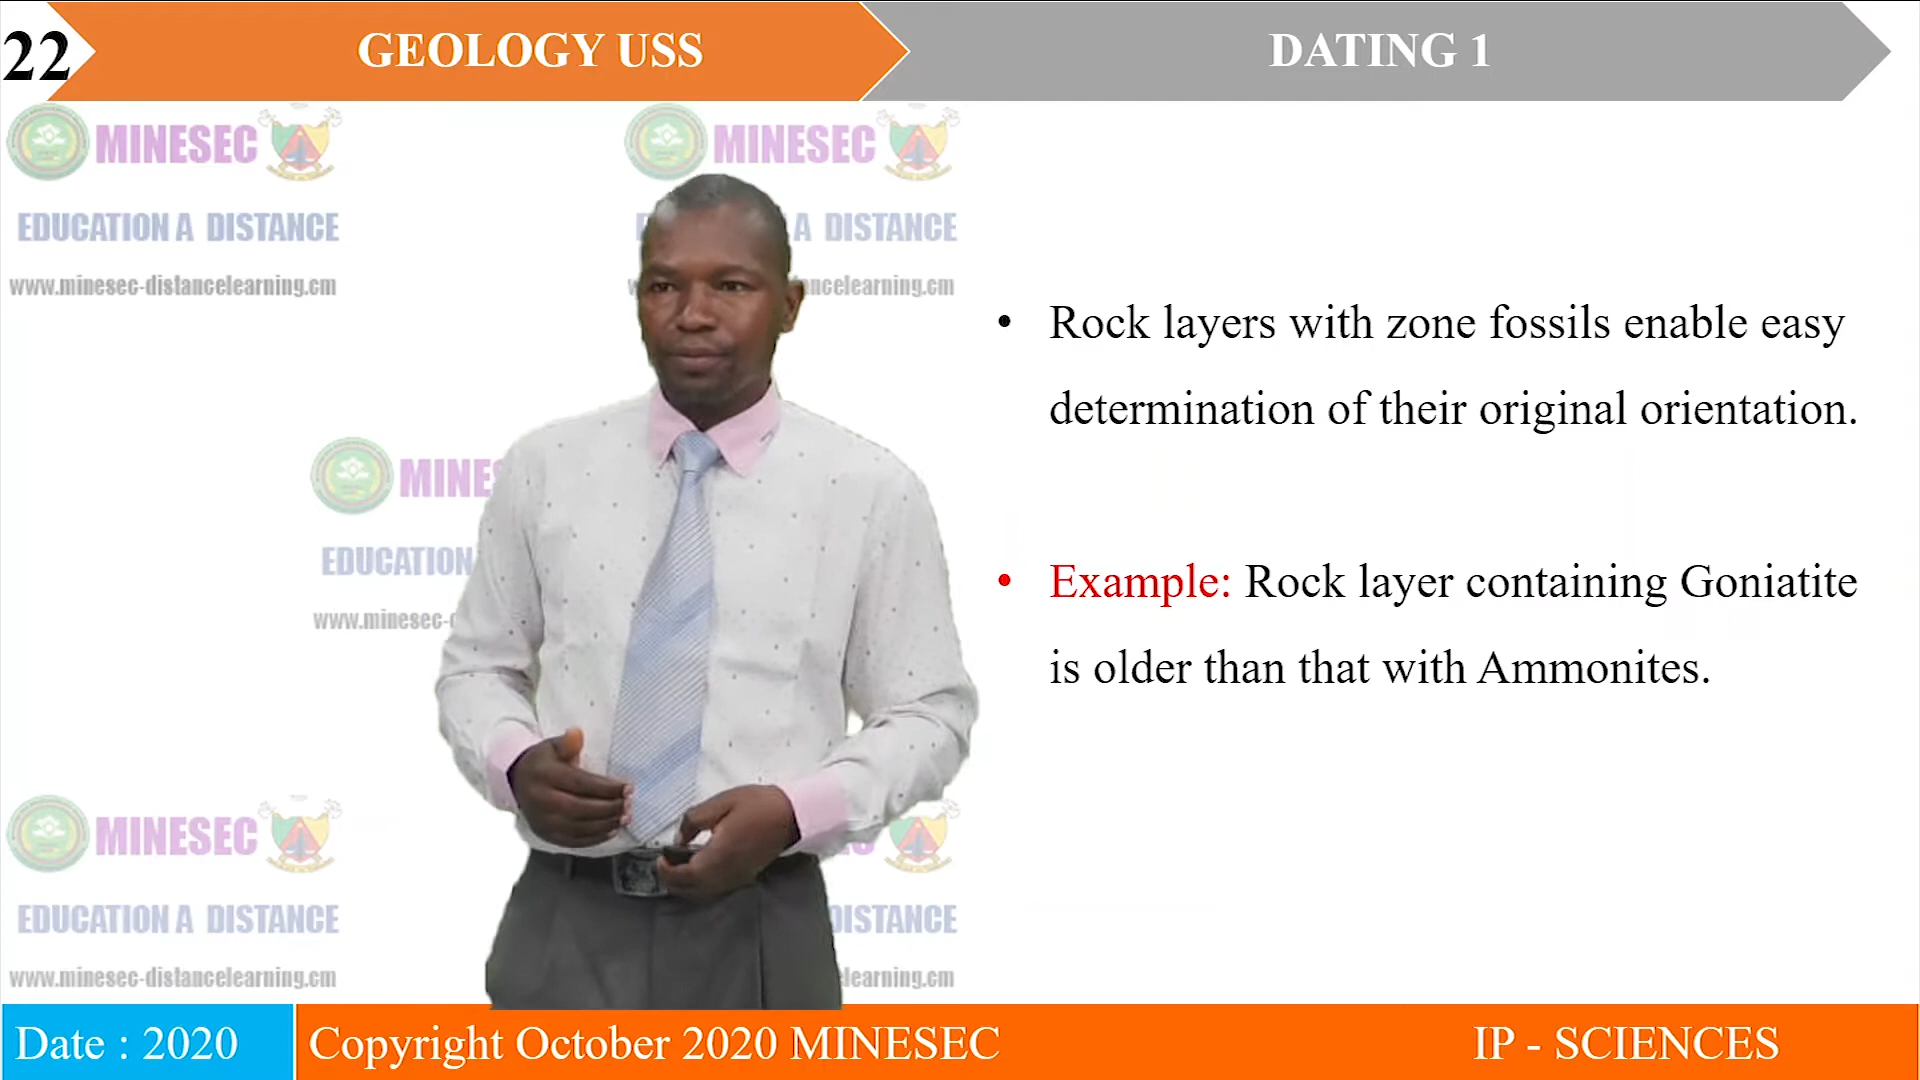 22
GEOLOGY USS
DATING 1
MINESEC
EDUCATION A DISTANCE
www.minesec-distancelearning.cm
MINESEC
A DISTANCE
ncelearning.cm
• Rock layers with zone fossils enable easy
determination of their original orientation.
• Example: Rock layer containing Goniatite
is older than that with Ammonites.
MINES
EDUCATION
www.minesec-
MINESEC
EDUCATION A DISTANCE
www.minesec-distancelearning.cm
DISTANCE
learning.cm
Date : 2020
Copyright October 2020 MINESEC
IP - SCIENCES